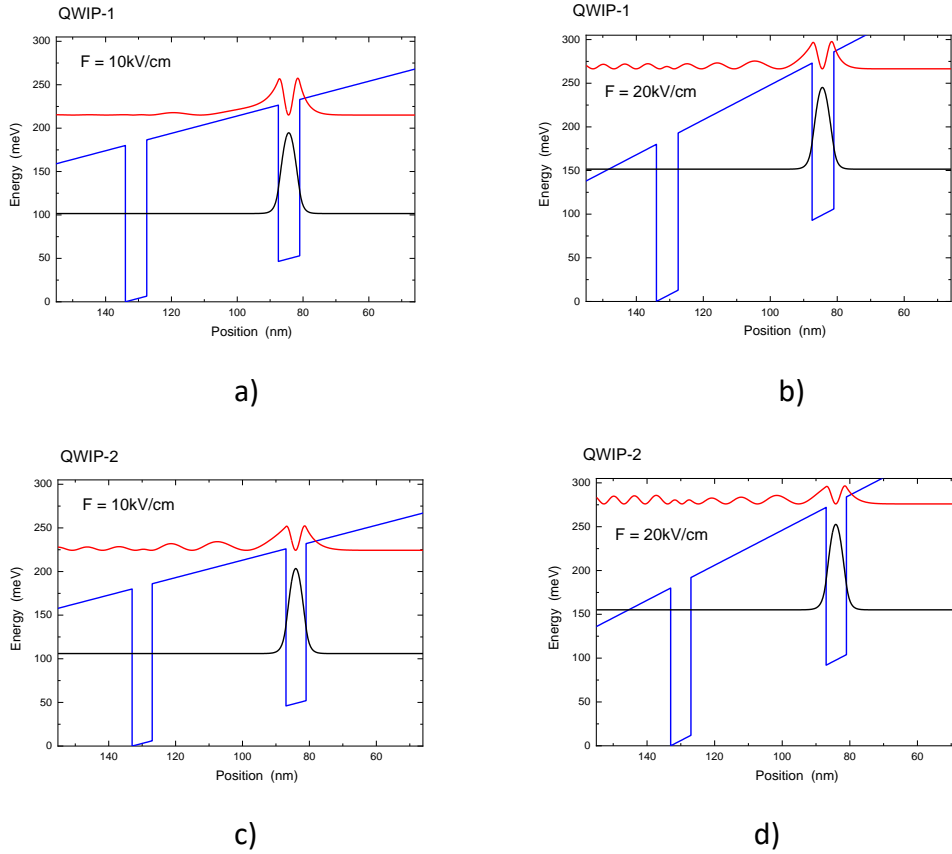 QWIP-1
F = 10kV/cm
Energy (meV)
300
250
200
150
100
50
0
140
120
100
80
60
Position (nm)
a)
QWIP-1
F = 20kV/cm
Energy (meV)
300
250
200
150
100
50
0
140
120
100
80
60
Position (nm)
b)
QWIP-2
F = 10kV/cm
Energy (meV)
300
250
200
150
100
50
0
140
120
100
80
60
Position (nm)
c)
QWIP-2
F = 20kV/cm
Energy (meV)
300
250
200
150
100
50
0
140
120
100
80
60
Position (nm)
d)